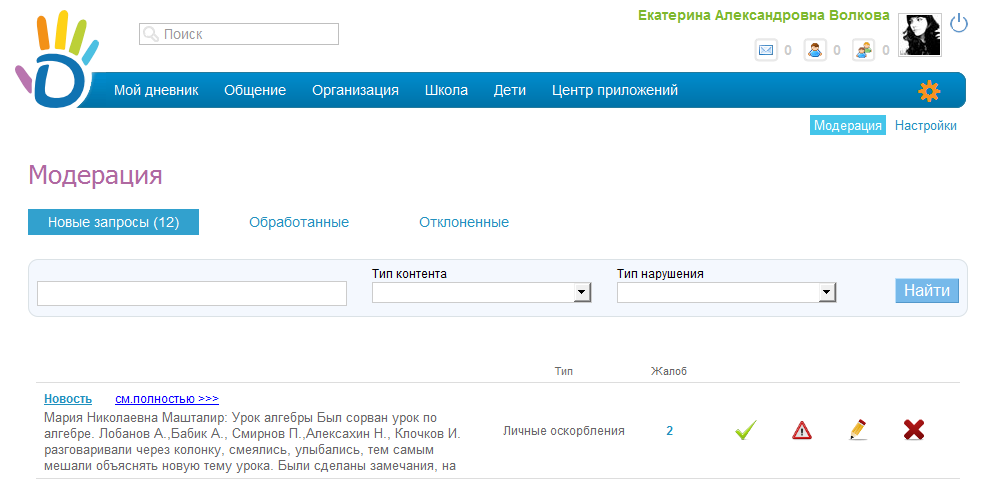 Екатерина Александровна Волкова
Поиск
0 0 0
D
Мой дневник Общение Организация Школа Дети Центр приложений
Модерация Настройки
Модерация
Новые запросы (12) Обработанные Отклоненные
Тип контента Тип нарушения
Найти
Тип Жалоб
Новость см.полностью >>>
Мария Николаевна Машталир: Урок алгебры Был сорван урок по
алгебре. Лобанов А.,Бабик А., Смирнов П.,Алексахин Н., Клочков И.
Личные оскорбления 2
разговаривали через колонку, смеялись, улыбались, тем самым
мешали объяснять новую тему урока. Были сделаны замечания, на